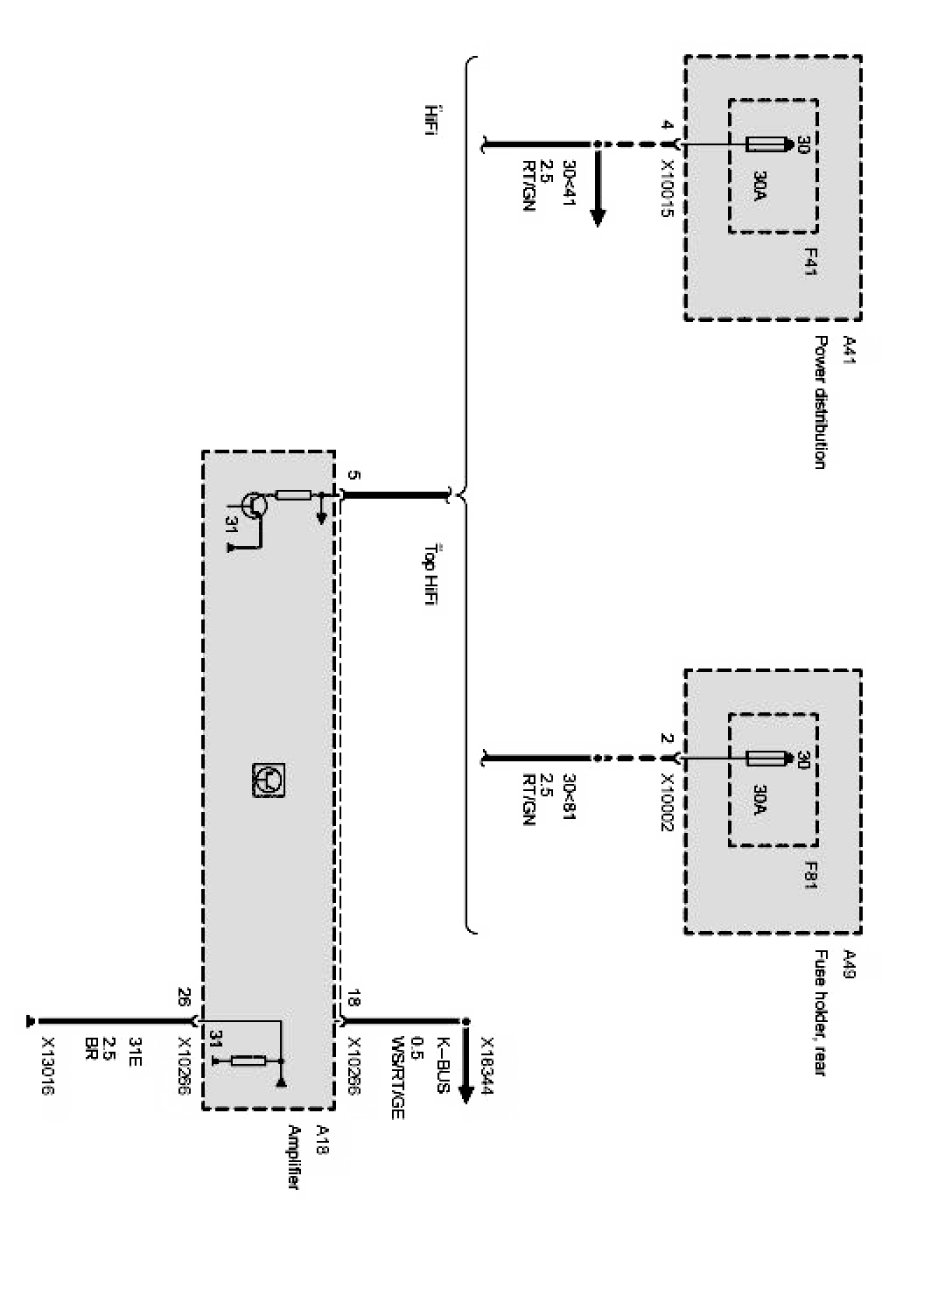 A41
Power distribution
F41
30
30A
4
X10015
30<41
2.5
RT/GN
A49
Fuse holder, rear
F81
30
30A
2
X10002
30<81
2.5
RT/GN
HiFi
Top HiFi
5
31
X18344
K-BUS
0.5
WS/RT/GE
18
X10266
A18
Amplifier
31
26
X10266
31E
2.5
BR
X13016